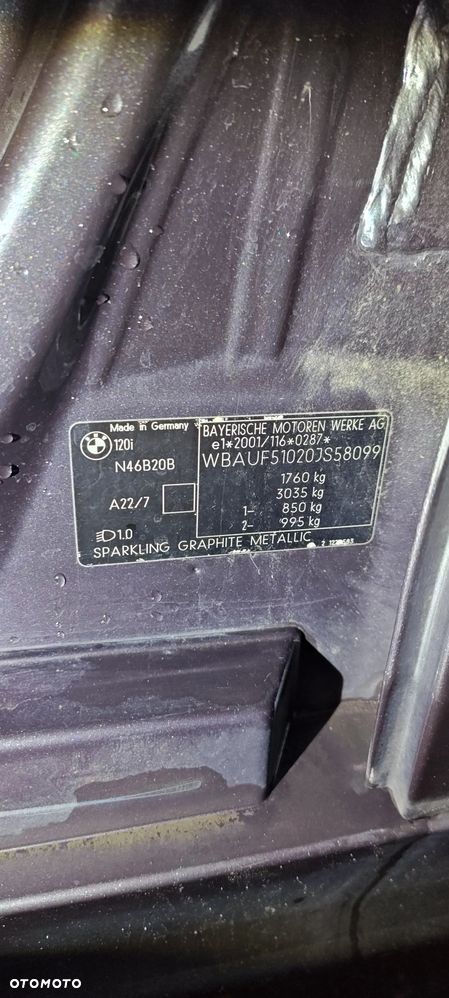 Made in Germany
120i
N46B20B
A22/7
1.0
BAYERISCHE MOTOREN WERKE AG
e1*2001/116*0287*
WBAUF51020JS58099
1760 kg
3035 kg
1- 850 kg
2- 995 kg
SPARKLING GRAPHITE METALLIC
OTOMOTO